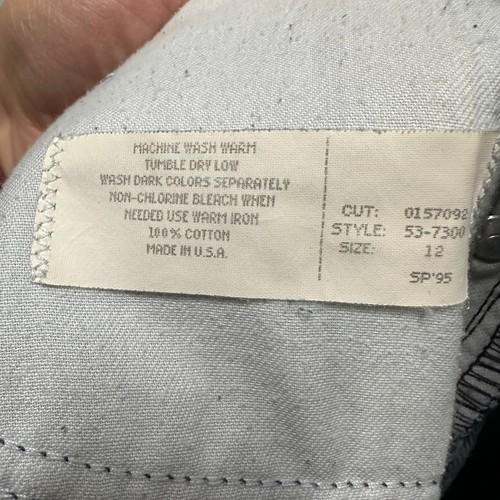 MACHINE WASH WARM
TUMBLE DRY LOW
WASH DARK COLORS SEPARATELY
NON-CHLORINE BLEACH WHEN
NEEDED USE WARM IRON
100% COTTON
MADE IN U.S.A.
CUT: 0157092
STYLE: 53-7300
SIZE: 12
SP'95